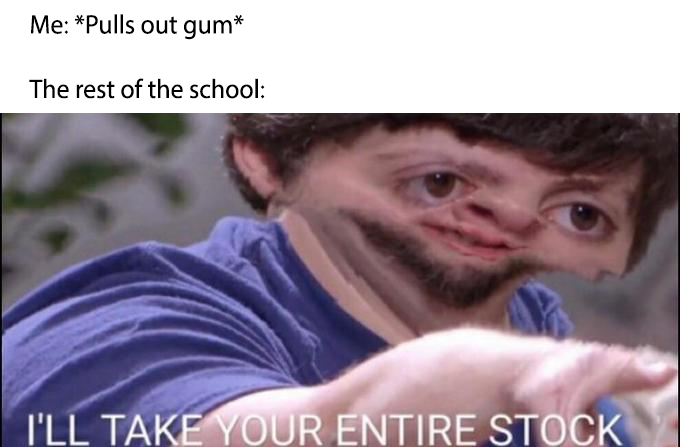 Me: *Pulls out gum*
The rest of the school:
I'LL TAKE YOUR ENTIRE STOCK